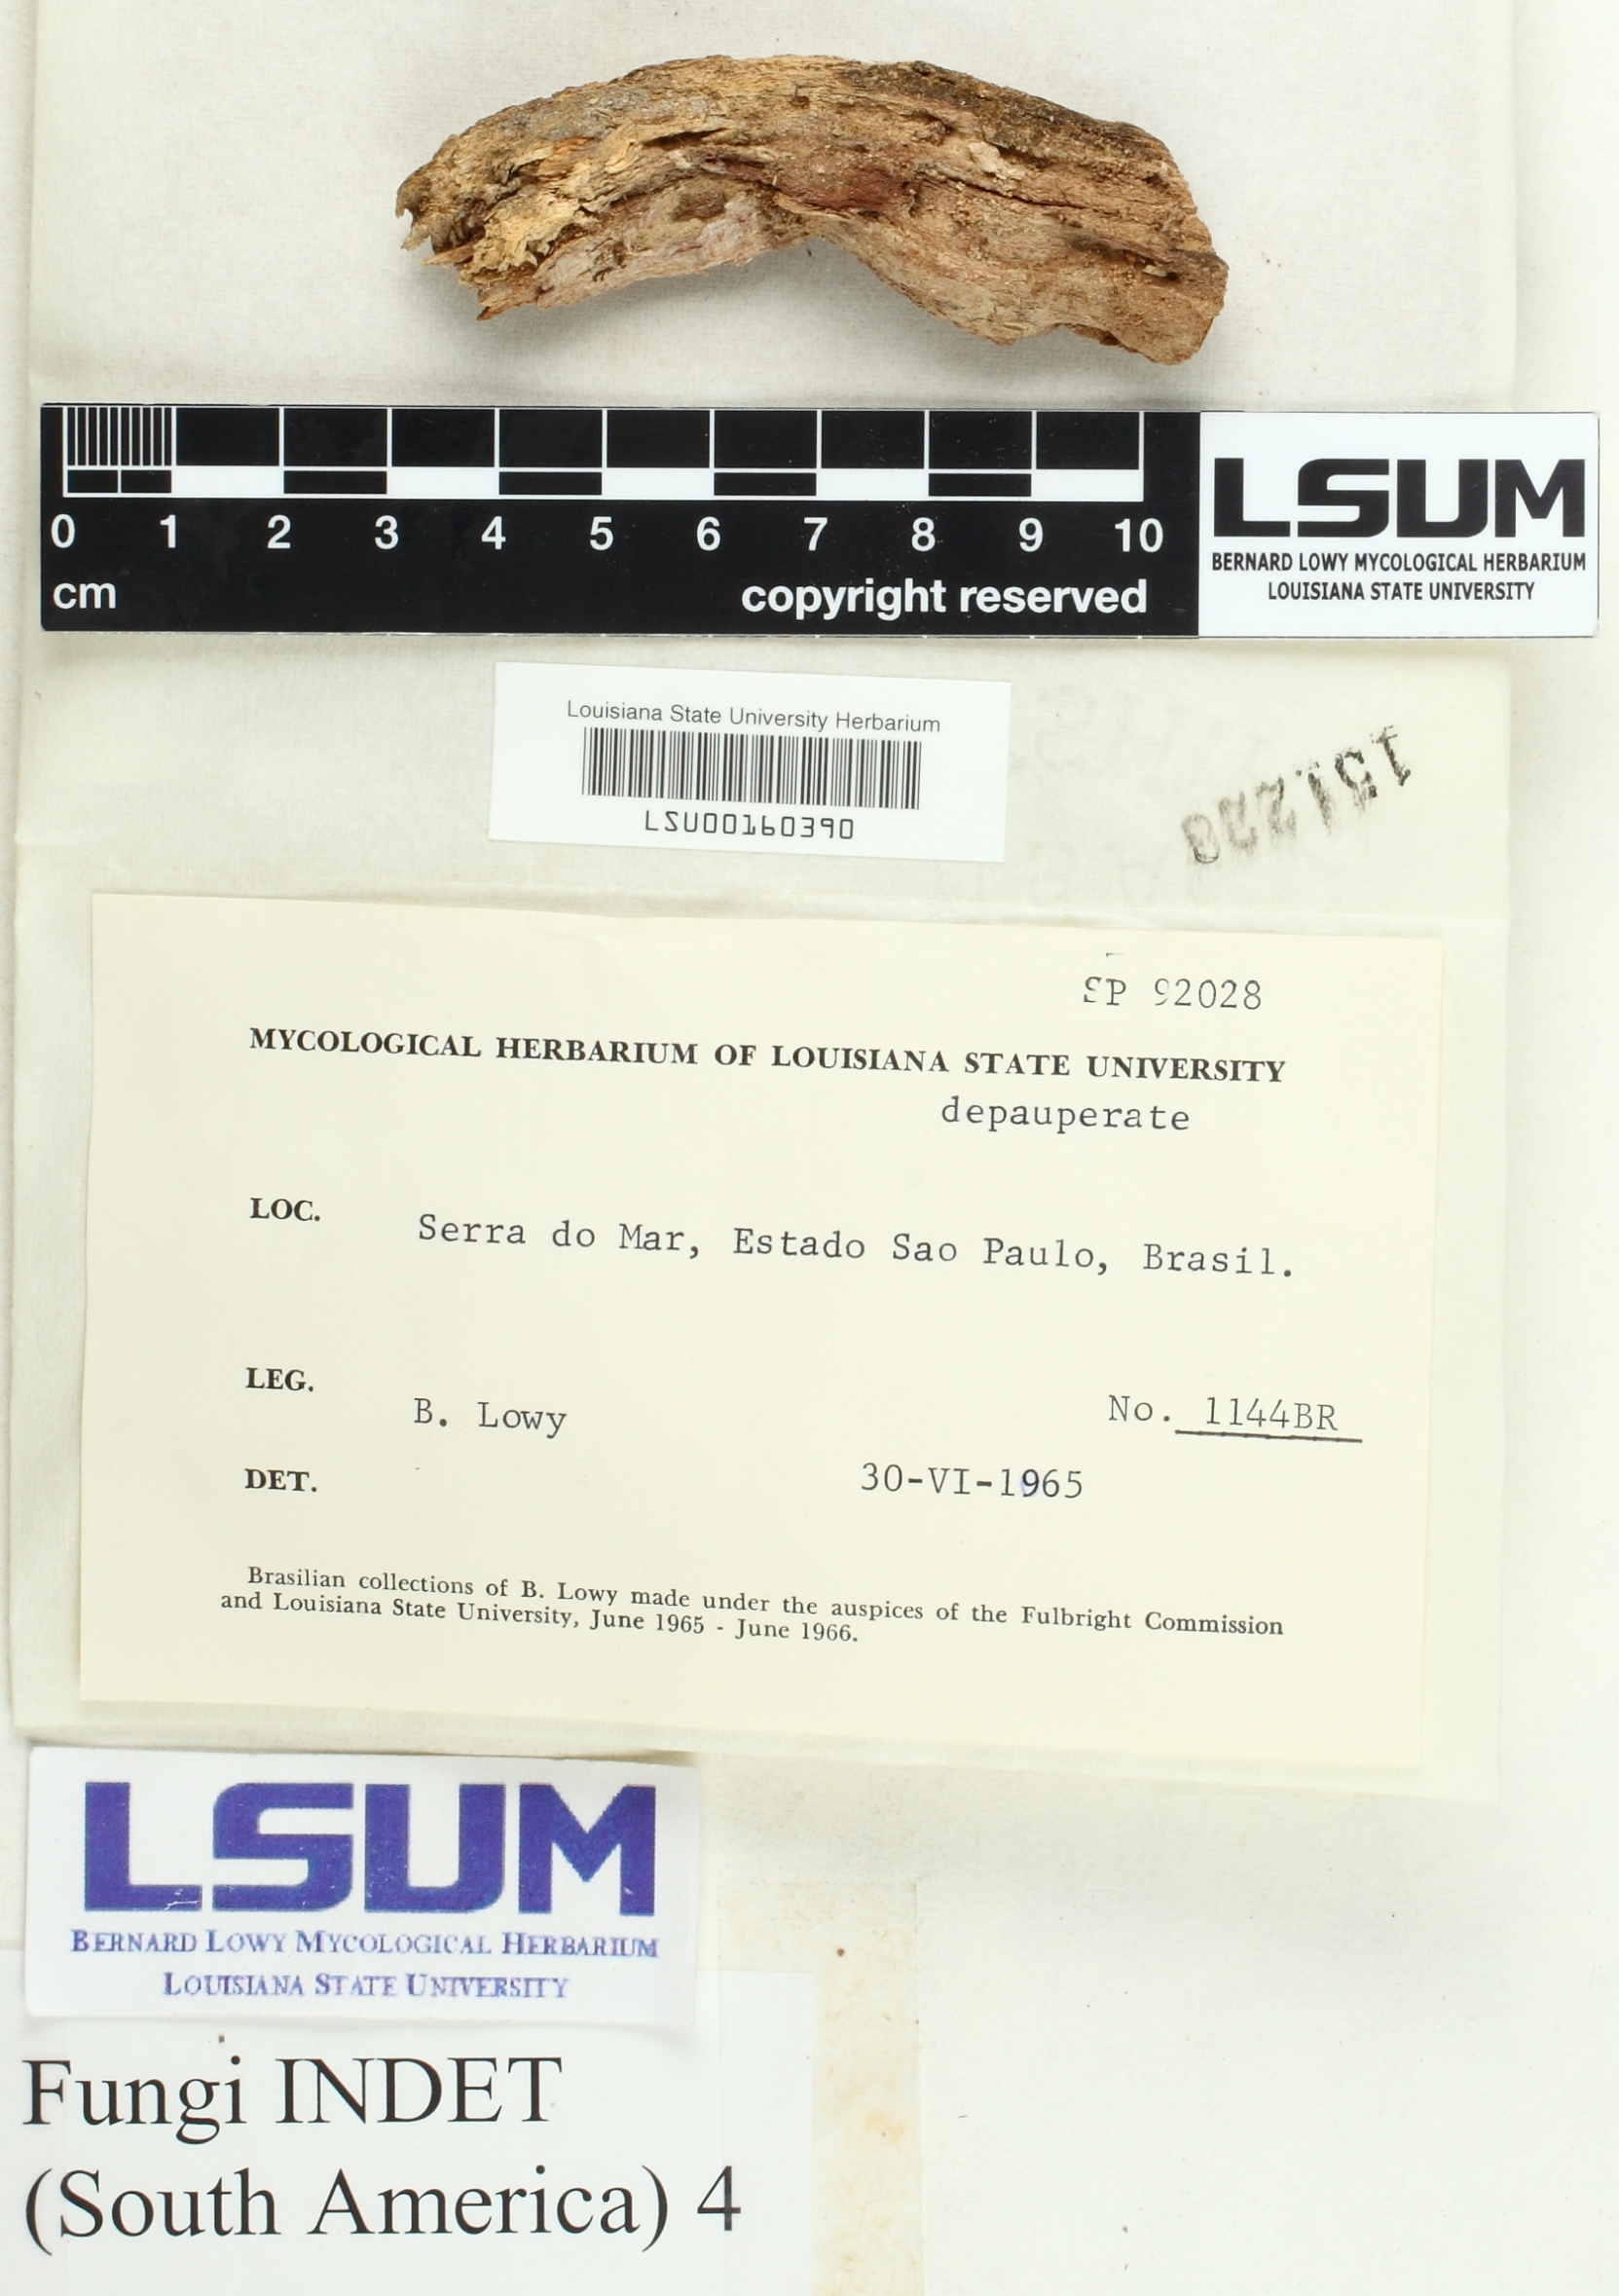 0 1 2 3 4 5 6 7 8 9 10
cm copyright reserved
LSUM
BERNARD LOWY MYCOLOGICAL HERBARIUM
LOUISIANA STATE UNIVERSITY
Louisiana State University Herbarium
LSU00160390
SP 92028
MYCOLOGICAL HERBARIUM OF LOUISIANA STATE UNIVERSITY
depauperate
LOC. Serra do Mar, Estado Sao Paulo, Brasil.
LEG. B. Lowy No. 1144BR
DET. 30-VI-1965
Brasilian collections of B. Lowy made under the auspices of the Fulbright Commission
and Louisiana State University, June 1965 - June 1966.
LSUM
BERNARD LOWY MYCOLOGICAL HERBARIUM
LOUISIANA STATE UNIVERSITY
Fungi INDET
(South America) 4